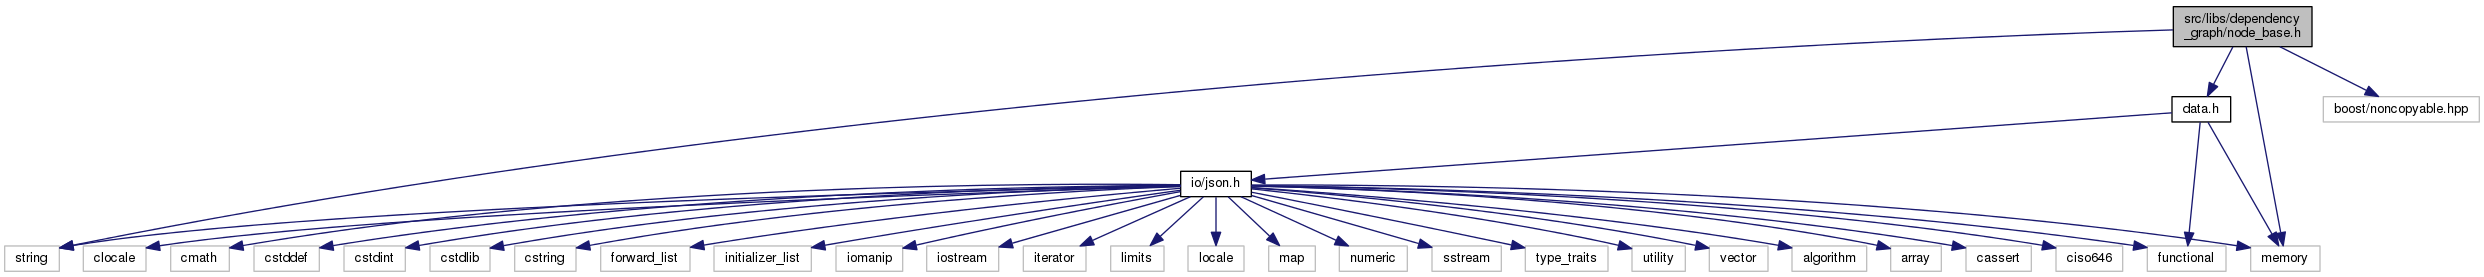 src/libs/dependency
_graph/node_base.h
data.h
boost/noncopyable.hpp
io/json.h
string
clocale
cmath
cstddef
cstdint
cstdlib
cstring
forward_list
initializer_list
iomanip
iostream
iterator
limits
locale
map
numeric
sstream
type_traits
utility
vector
algorithm
array
cassert
ciso646
functional
memory